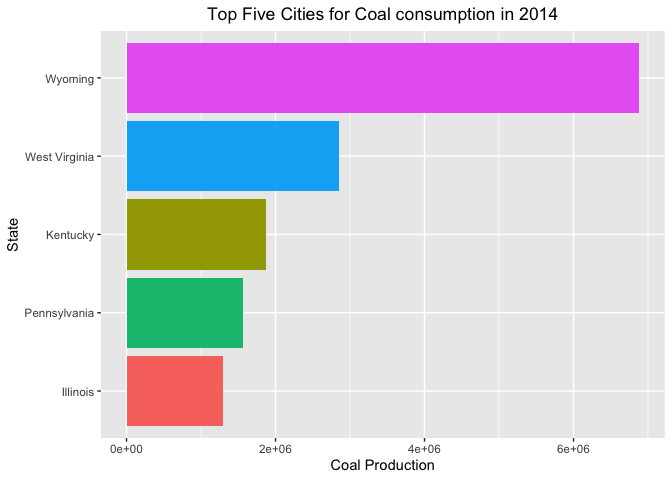 Top Five Cities for Coal consumption in 2014
Wyoming
West Virginia
Kentucky
Pennsylvania
Illinois
State
0e+00 2e+06 4e+06 6e+06
Coal Production